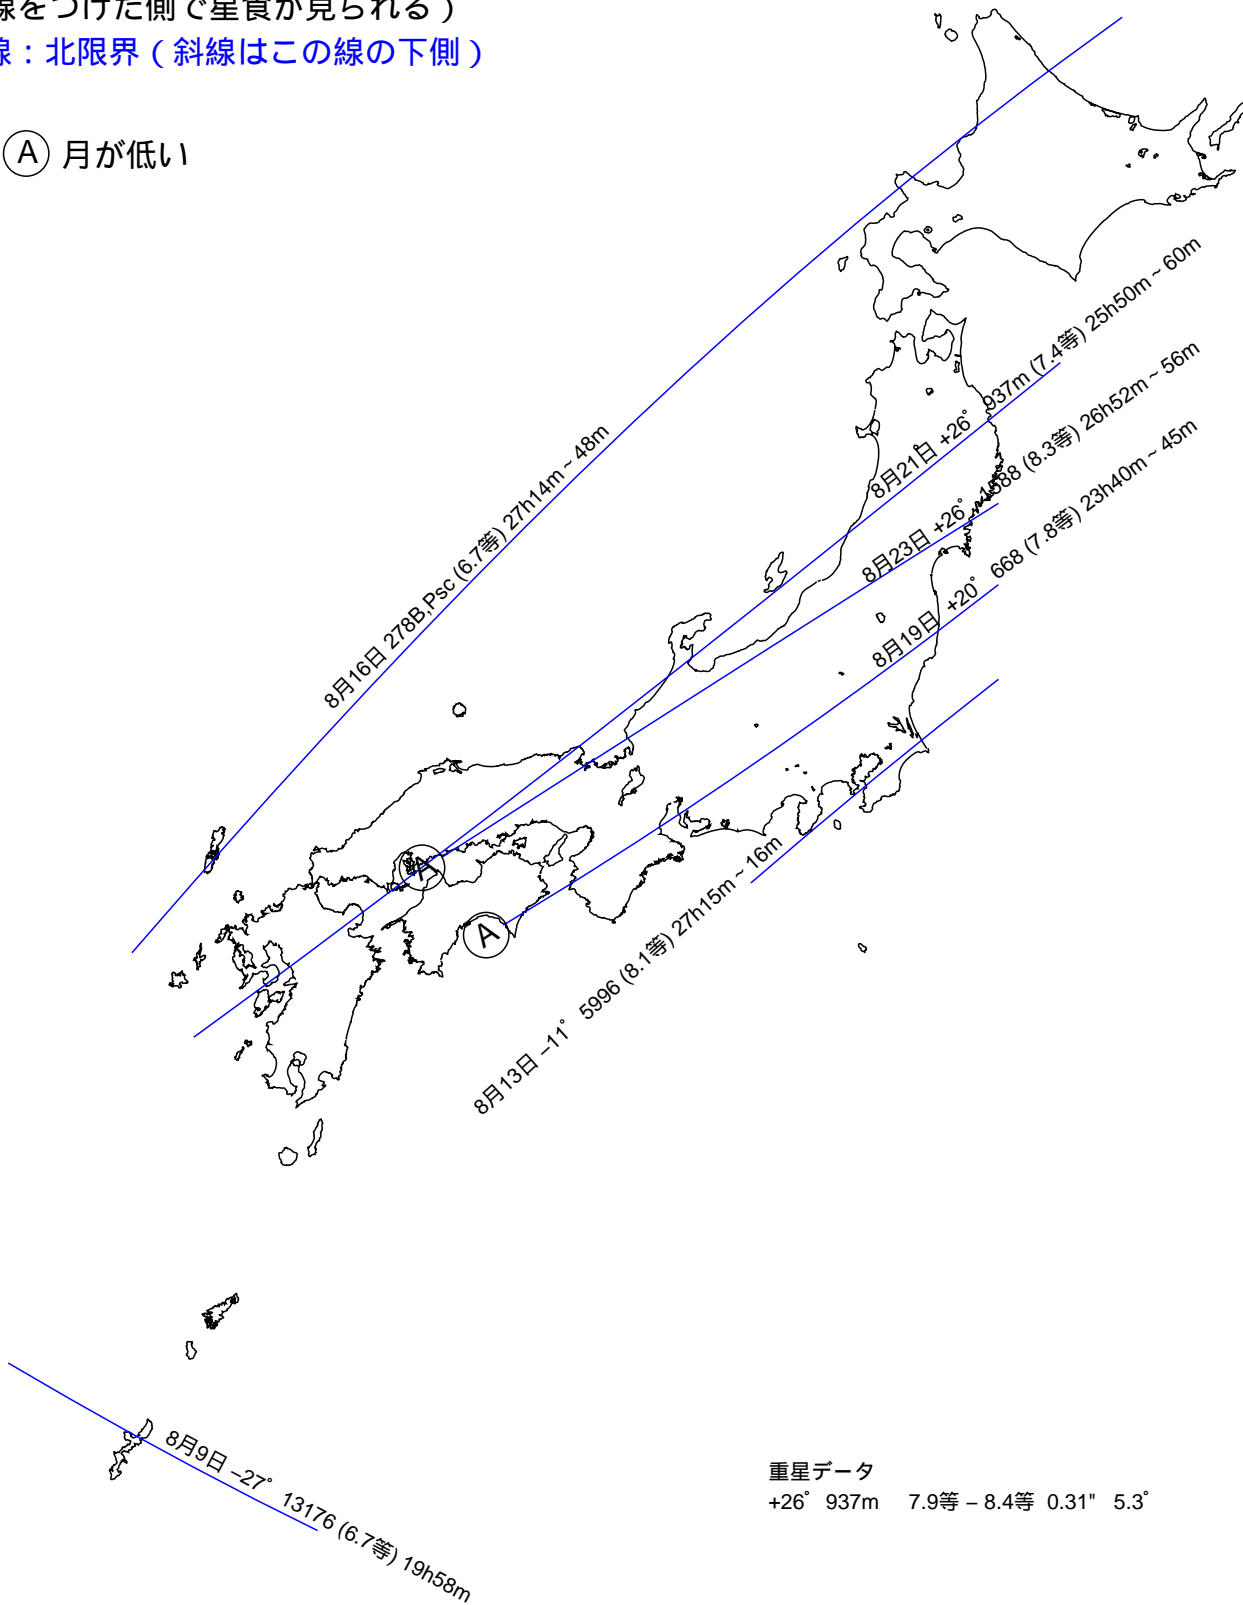 線をつけた側で星食が見られる）
線：北限界（斜線はこの線の下側）
Ⓐ 月が低い
8月16日 278B,Psc (6.7等) 27h14m ~ 48m
8月21日 +26° 937m (7.4等) 25h50m ~ 60m
8月23日 +26° 1588 (8.3等) 26h52m ~ 56m
8月19日 +20° 668 (7.8等) 23h40m ~ 45m
A
A
8月13日 −11° 5996 (8.1等) 27h15m ~ 16m
8月9日 −27° 13176 (6.7等) 19h58m
重星データ
+26° 937m 7.9等 − 8.4等 0.31" 5.3°